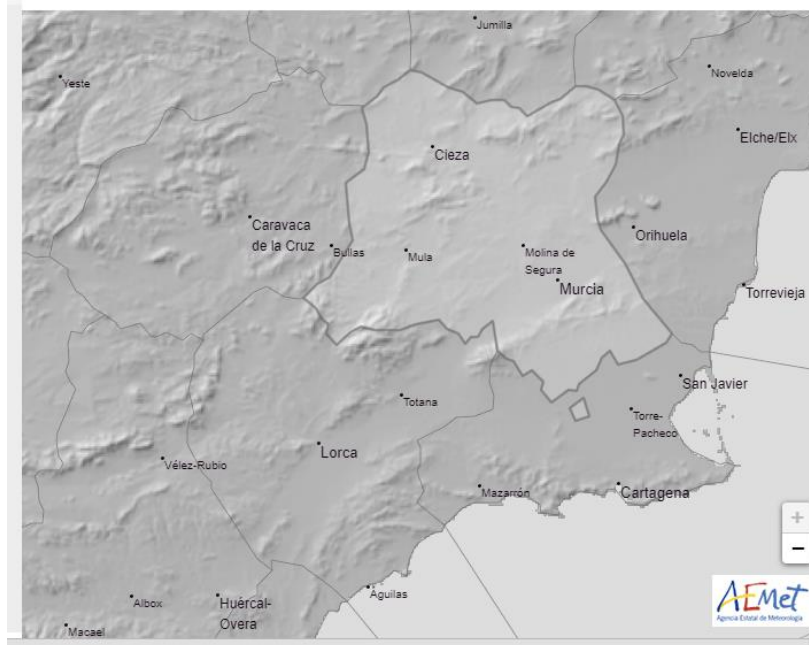 Jumilla
Yeste
Novelda
Cieza
Elche/Elx
Caravaca
de la Cruz
Bullas
Mula
Molina de
Segura
Orihuela
Murcia
Torrevieja
San Javier
Totana
Torre-
Pacheco
Lorca
Vélez-Rubio
Mazarrón
Cartagena
+
−
Águilas
Albox
Huércal-
Overa
Macael
AEMet
Agencia Estatal de Meteorología